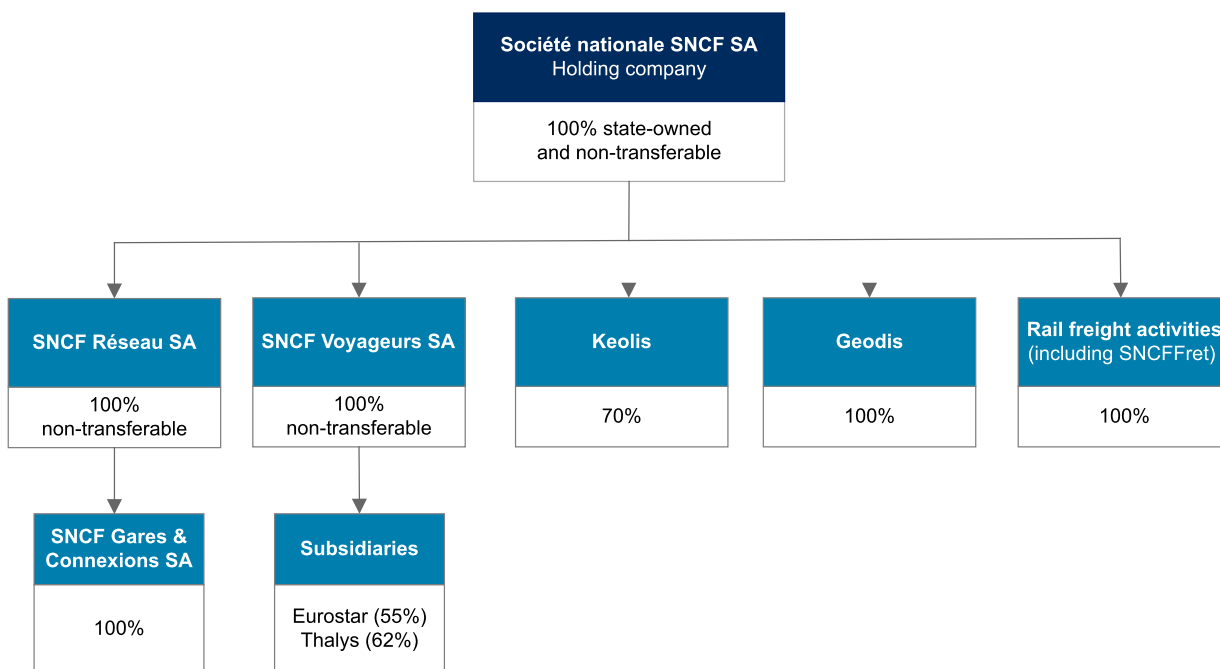 Société nationale SNCF SA
Holding company
100% state-owned
and non-transferable
SNCF Réseau SA
100%
non-transferable
SNCF Voyageurs SA
100%
non-transferable
Keolis
70%
Geodis
100%
Rail freight activities
(including SNCFFret)
100%
SNCF Gares &
Connexions SA
100%
Subsidiaries
Eurostar (55%)
Thalys (62%)